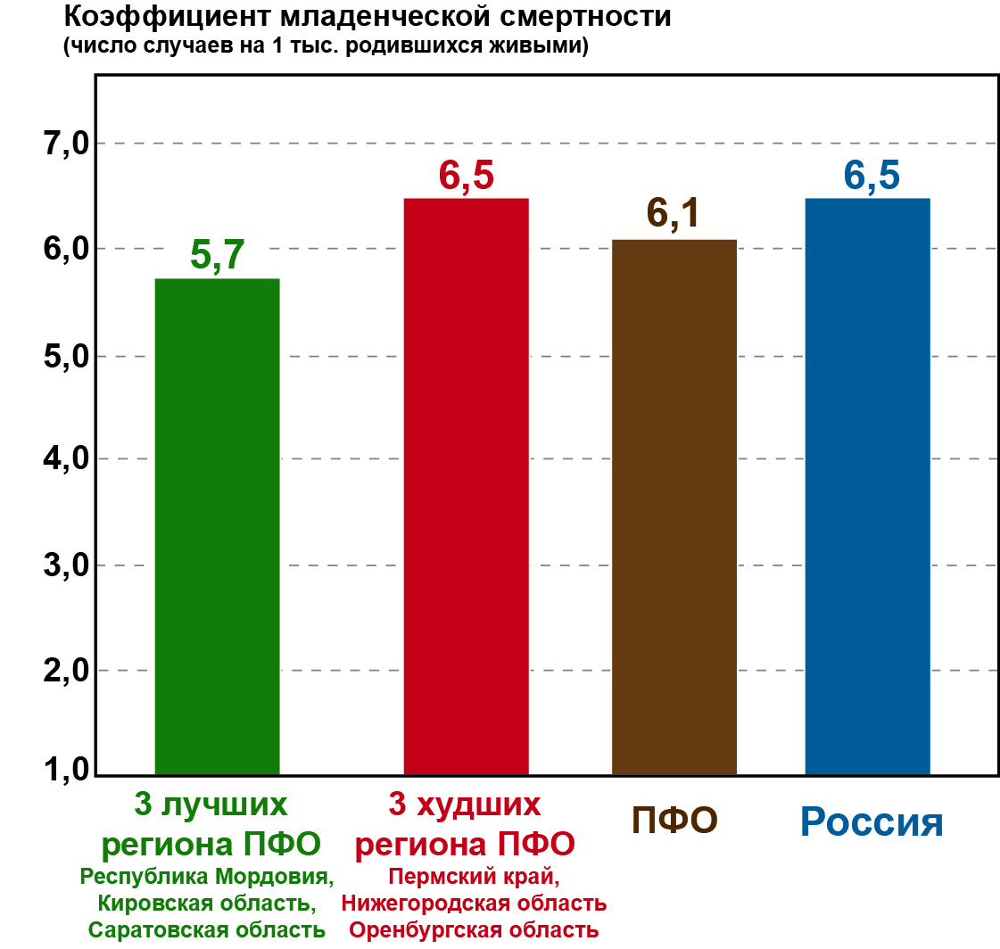 Коэффициент младенческой смертности
(число случаев на 1 тыс. родившихся живыми)
7,0
6,0
5,0
4,0
3,0
2,0
1,0
5,7
6,5
6,1
6,5
3 лучших
региона ПФО
Республика Мордовия,
Кировская область,
Саратовская область
3 худших
региона ПФО
Пермский край,
Нижегородская область
Оренбургская область
ПФО
Россия